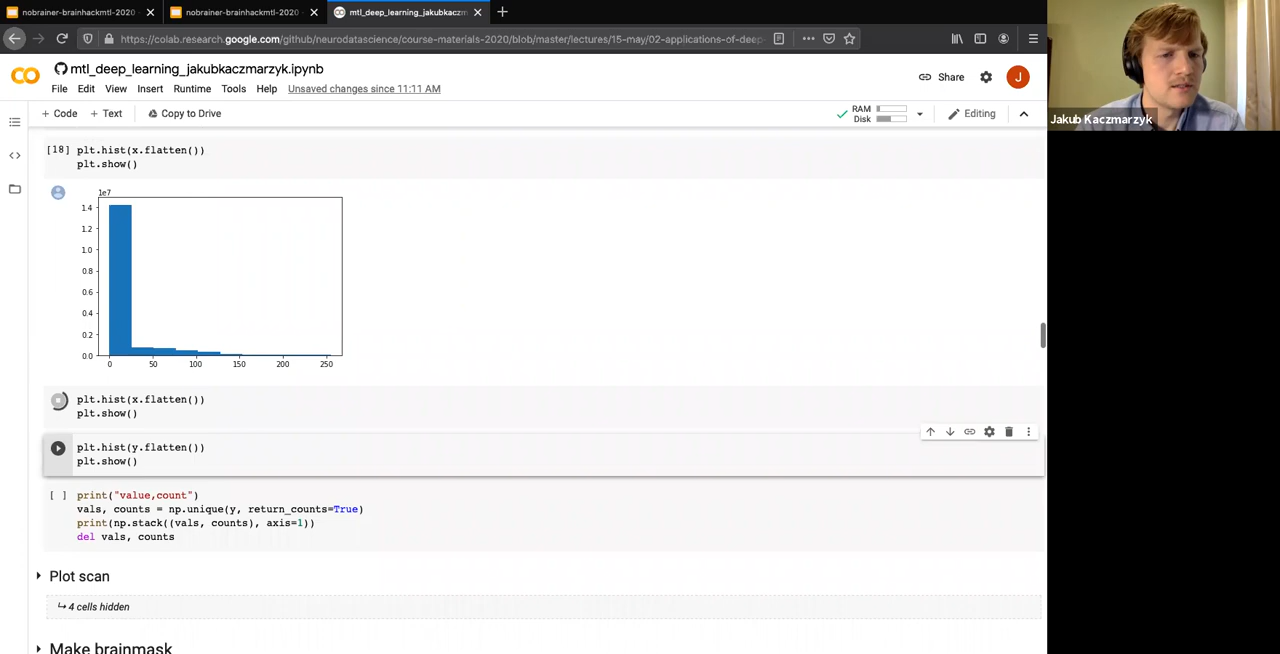 nobrainer-brainhackmtl-2020
nobrainer-brainhackmtl-2020
mtl_deep_learning_jakubkaczm
https://colab.research.google.com/github/neurodatascience/course-materials-2020/blob/master/lectures/15-may/02-applications-of-deep-
mtl_deep_learning_jakubkaczmarzyk.ipynb
Share
J
File Edit View Insert Runtime Tools Help Unsaved changes since 11:11 AM
+ Code + Text Copy to Drive
RAM
Disk
Editing
Jakub Kaczmarzyk
[18] plt.hist(x.flatten())
plt.show()
1e7
1.4
1.2
1.0
0.8
0.6
0.4
0.2
0.0
0 50 100 150 200 250
plt.hist(x.flatten())
plt.show()
plt.hist(y.flatten())
plt.show()
[ ] print("value,count")
vals, counts = np.unique(y, return_counts=True)
print(np.stack((vals, counts), axis=1))
del vals, counts
Plot scan
4 cells hidden
Make brainmask